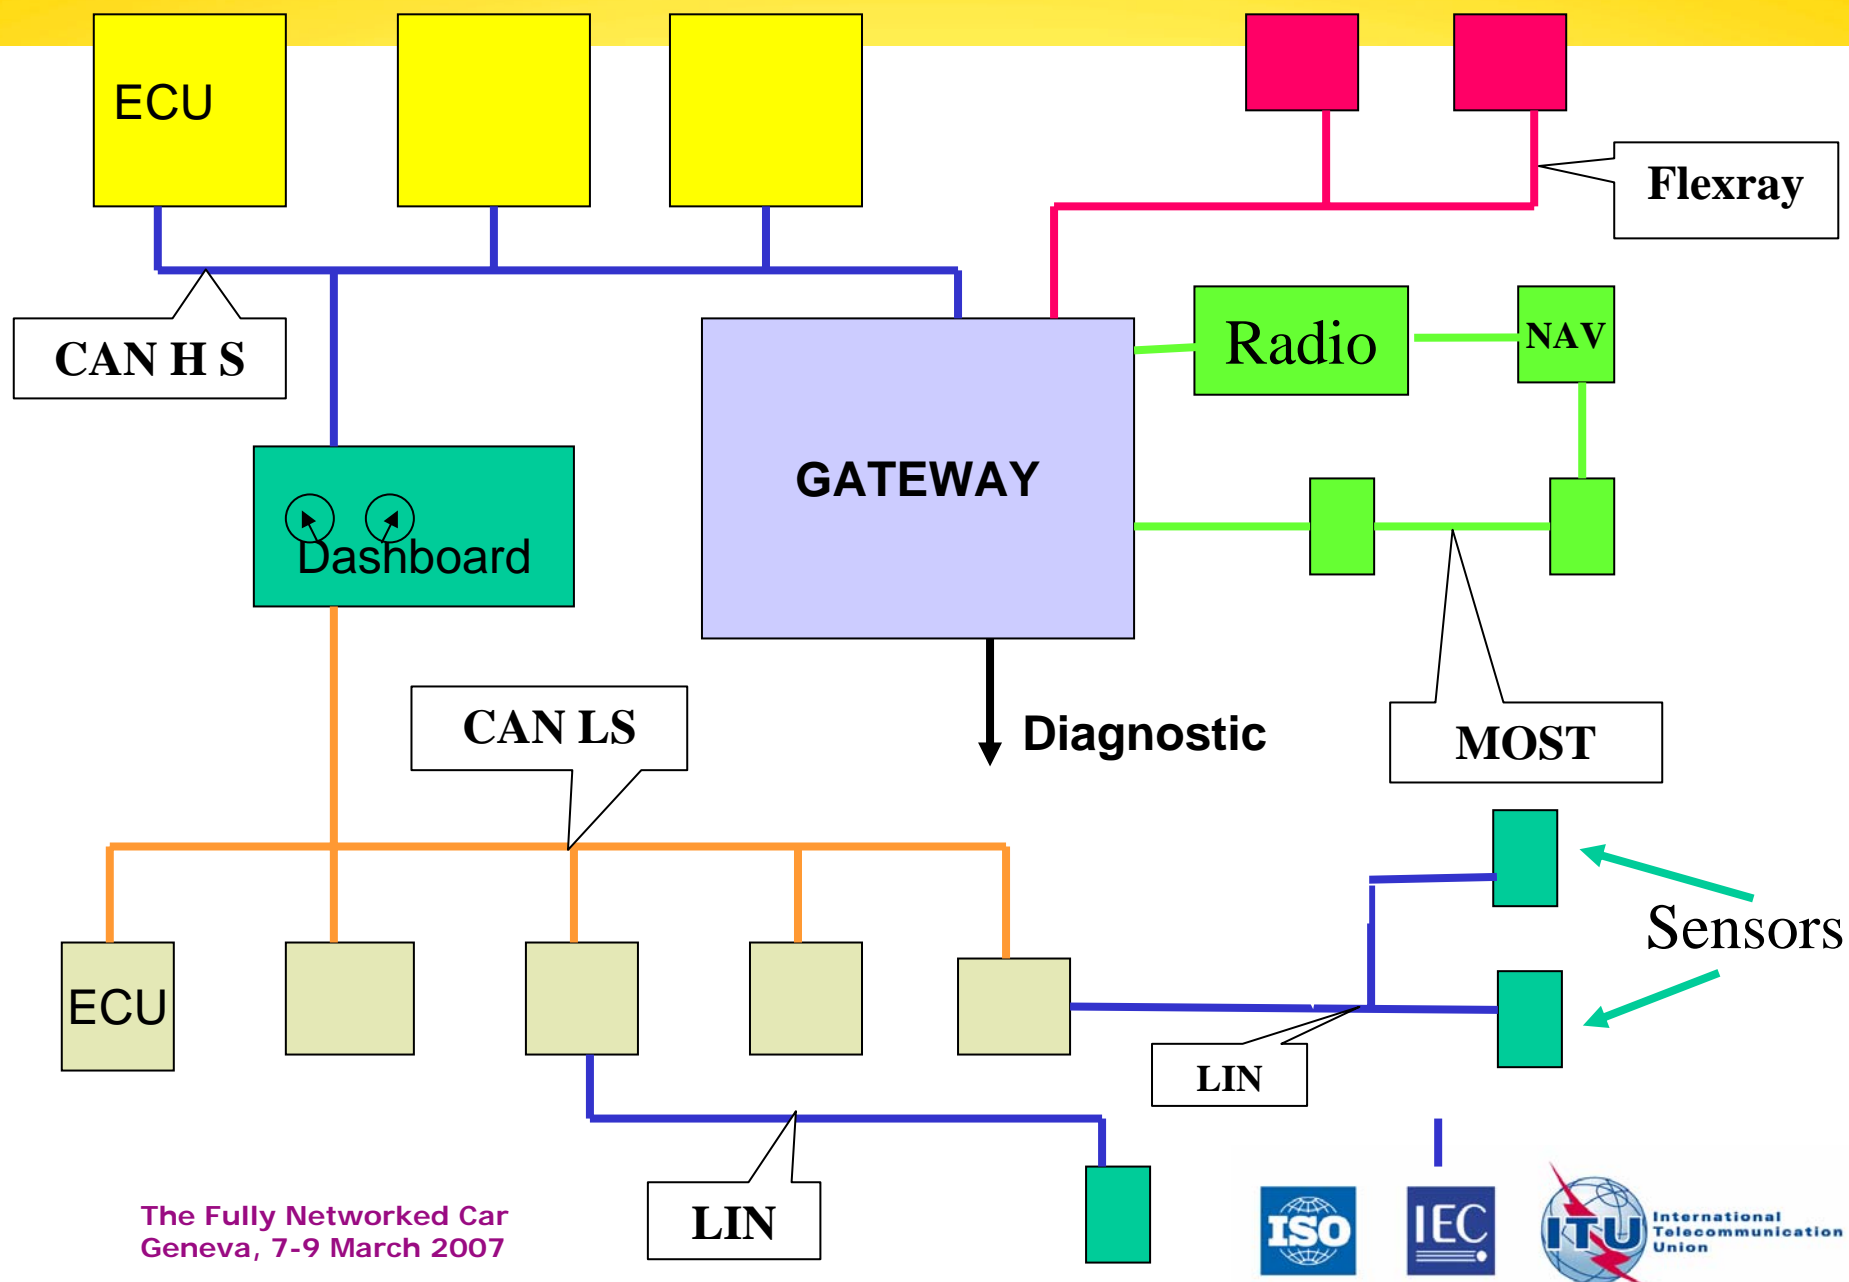 ECU
Flexray
CAN H S
Radio
NAV
GATEWAY
Dashboard
CAN LS
Diagnostic
MOST
Sensors
ECU
LIN
LIN
The Fully Networked Car
Geneva, 7-9 March 2007
ISO
IEC
ITU
International
Telecommunication
Union